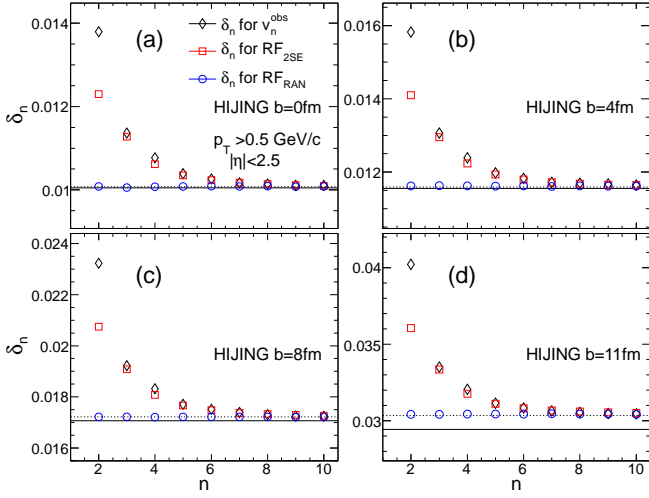 0.014
0.012
0.01
δn
(a)
δn for vn^obs
δn for RF2SE
δn for RFRAN
HIJING b=0fm
pT >0.5 GeV/c
|η|<2.5
0.016
0.014
0.012
(b)
HIJING b=4fm
0.024
0.022
0.02
0.018
0.016
δn
(c)
HIJING b=8fm
2 4 6 8 10
n
0.04
0.035
0.03
(d)
HIJING b=11fm
2 4 6 8 10
n